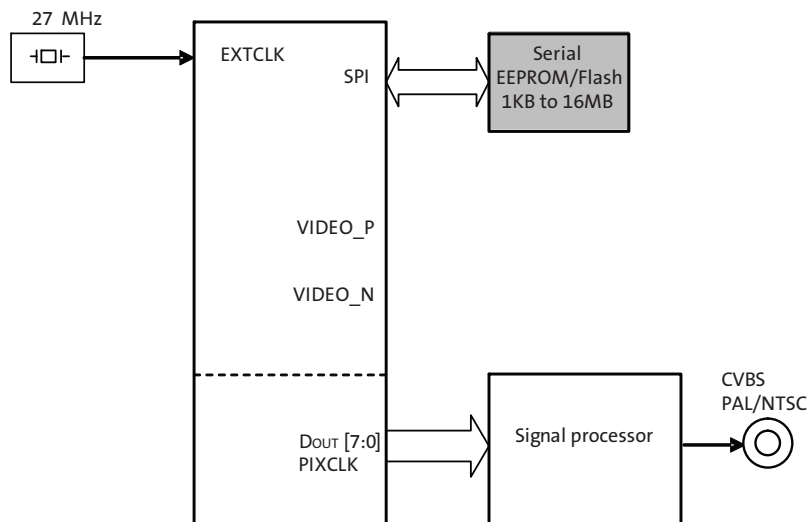 27 MHz
EXTCLK
SPI
Serial
EEPROM/Flash
1KB to 16MB
VIDEO_P
VIDEO_N
DOUT [7:0]
PIXCLK
Signal processor
CVBS
PAL/NTSC